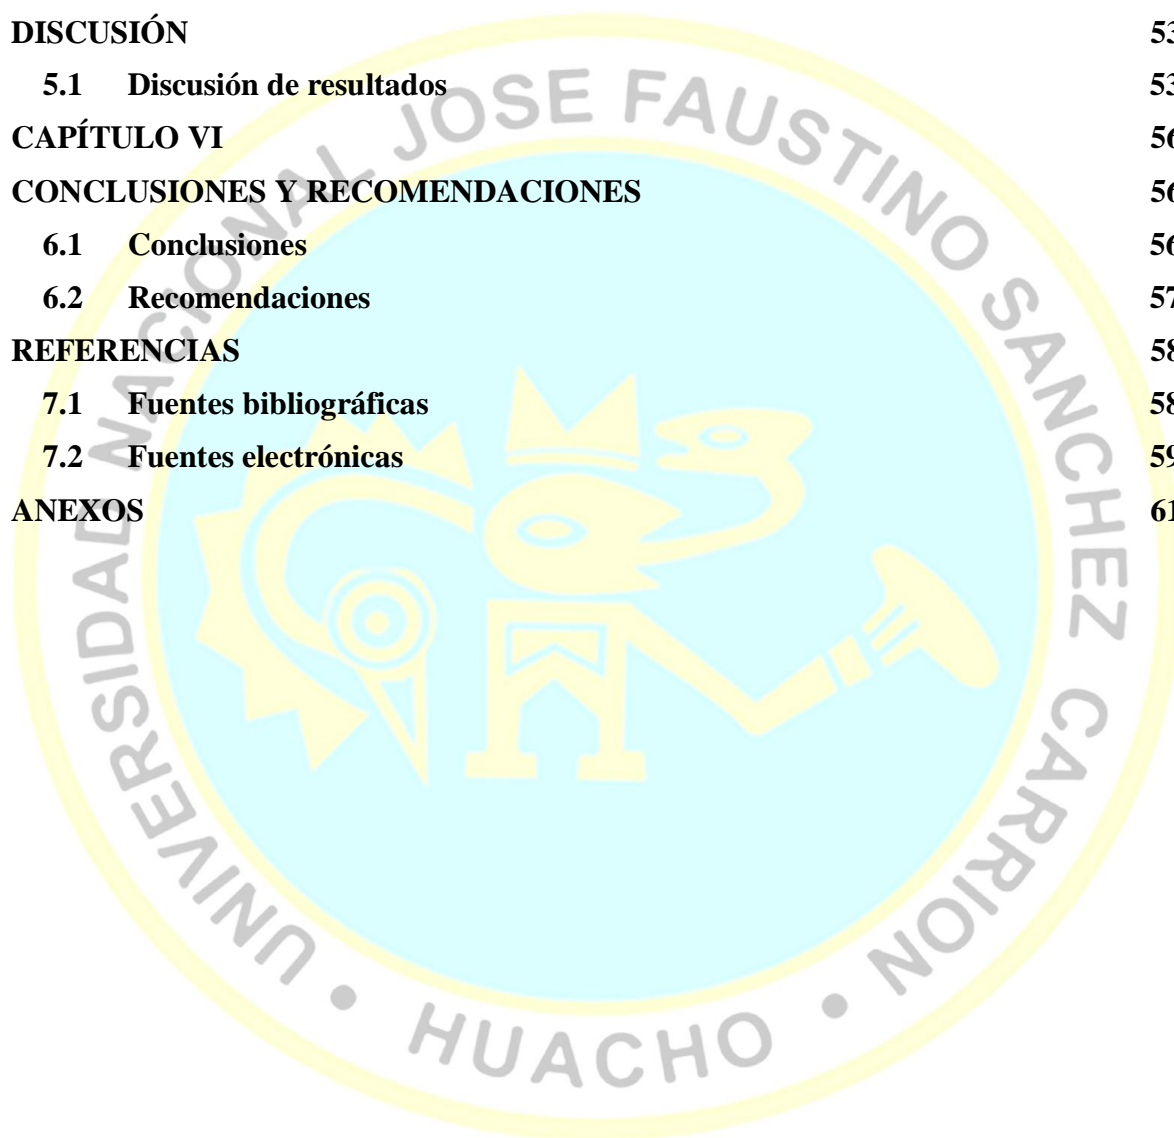 DISCUSIÓN 53
5.1 Discusión de resultados 53
CAPÍTULO VI 56
CONCLUSIONES Y RECOMENDACIONES 56
6.1 Conclusiones 56
6.2 Recomendaciones 57
REFERENCIAS 58
7.1 Fuentes bibliográficas 58
7.2 Fuentes electrónicas 59
ANEXOS 61
UNIVERSIDAD NACIONAL JOSE FAUSTINO SANCHEZ CARRION
• HUACHO •